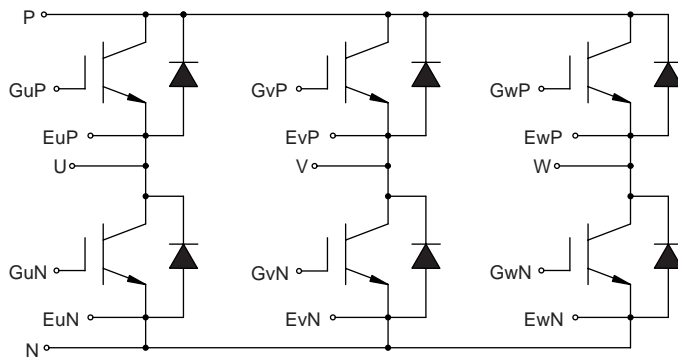 P
GuP GvP GwP
EuP EvP EwP
U V W
GuN GvN GwN
EuN EvN EwN
N